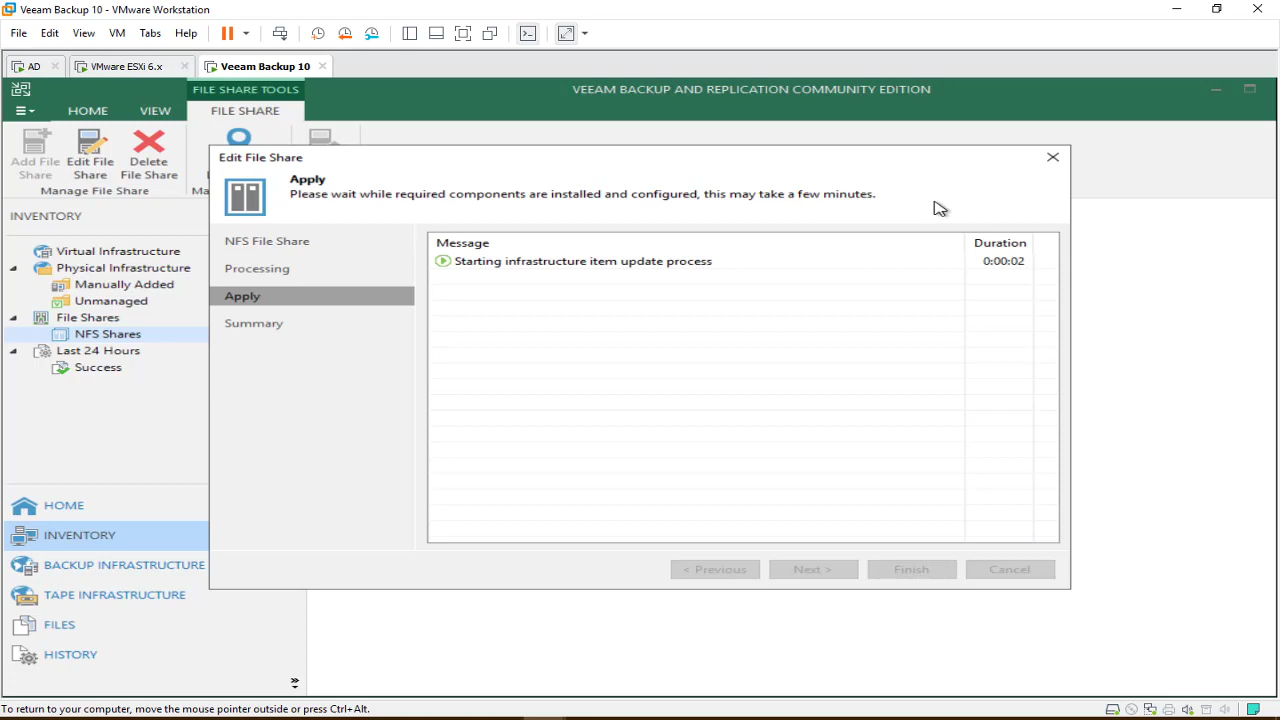 Veeam Backup 10 - VMware Workstation
File Edit View VM Tabs Help
AD VMware ESXi 6.x Veeam Backup 10
FILE SHARE TOOLS VEEAM BACKUP AND REPLICATION COMMUNITY EDITION
HOME VIEW FILE SHARE
Add File Share
Edit File Share
Delete File Share
Manage File Share
INVENTORY
Virtual Infrastructure
Physical Infrastructure
Manually Added
Unmanaged
File Shares
NFS Shares
Last 24 Hours
Success
HOME
INVENTORY
BACKUP INFRASTRUCTURE
TAPE INFRASTRUCTURE
FILES
HISTORY
Edit File Share
Apply
Please wait while required components are installed and configured, this may take a few minutes.
NFS File Share
Processing
Apply
Summary
Message Duration
Starting infrastructure item update process 0:00:02
< Previous Next > Finish Cancel
To return to your computer, move the mouse pointer outside or press Ctrl+Alt.